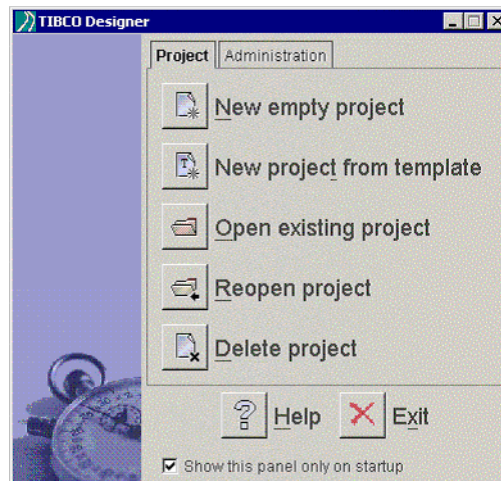 TIBCO Designer
Project Administration
New empty project
New project from template
Open existing project
Reopen project
Delete project
Help Exit
Show this panel only on startup